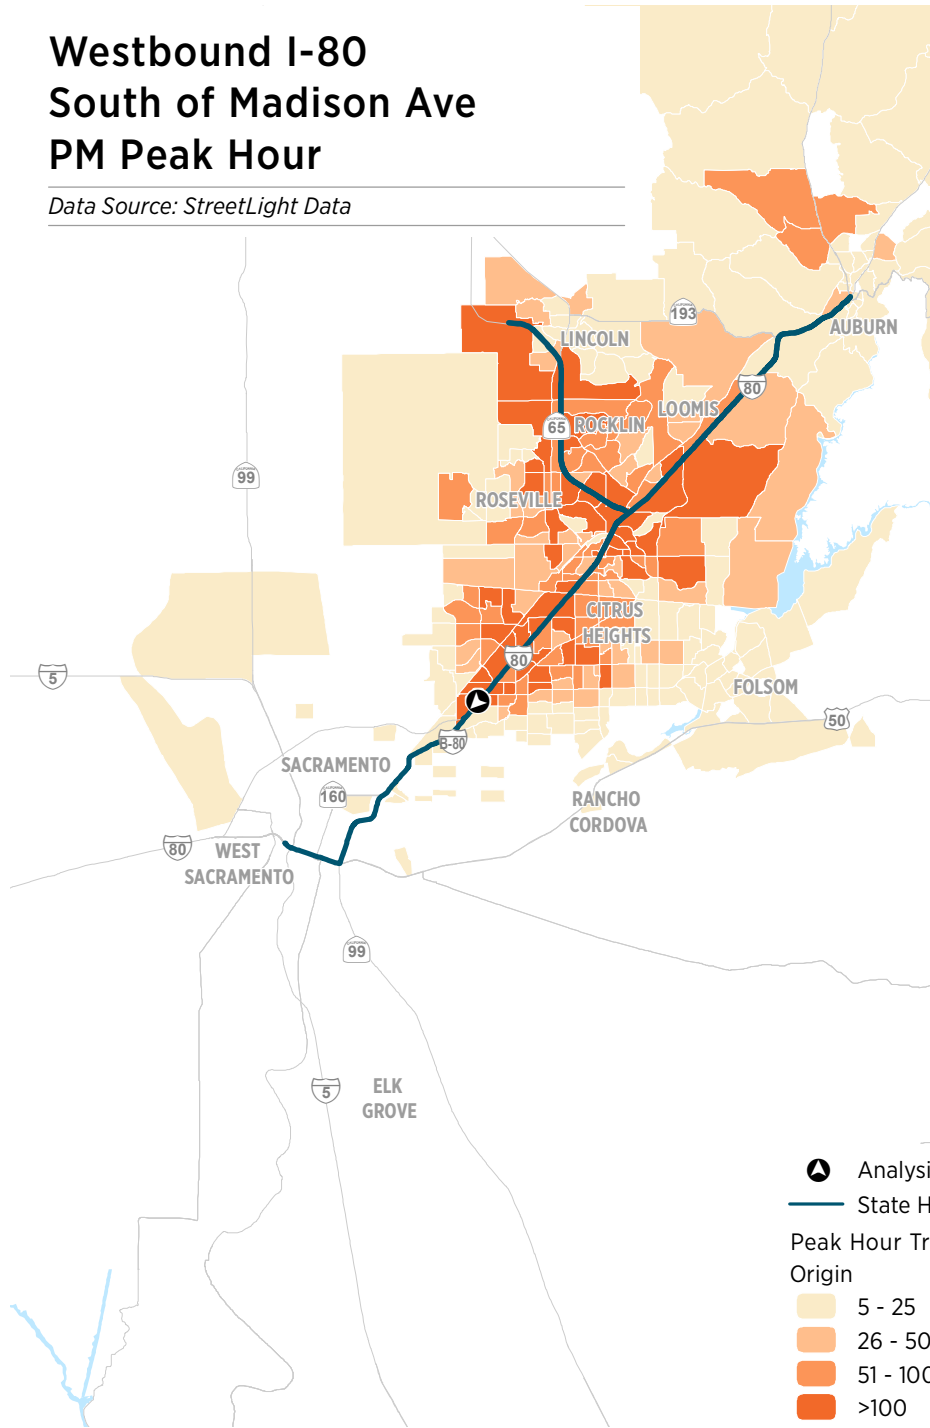 Westbound I-80
South of Madison Ave
PM Peak Hour
Data Source: StreetLight Data
193
AUBURN
LINCOLN
80
LOOMIS
65
ROCKLIN
99
ROSEVILLE
CITRUS
HEIGHTS
80
5
FOLSOM
50
B-80
SACRAMENTO
160
RANCHO
CORDOVA
80
WEST
SACRAMENTO
99
5
ELK
GROVE
Analysi
State H
Peak Hour Tr
Origin
5 - 25
26 - 50
51 - 100
>100